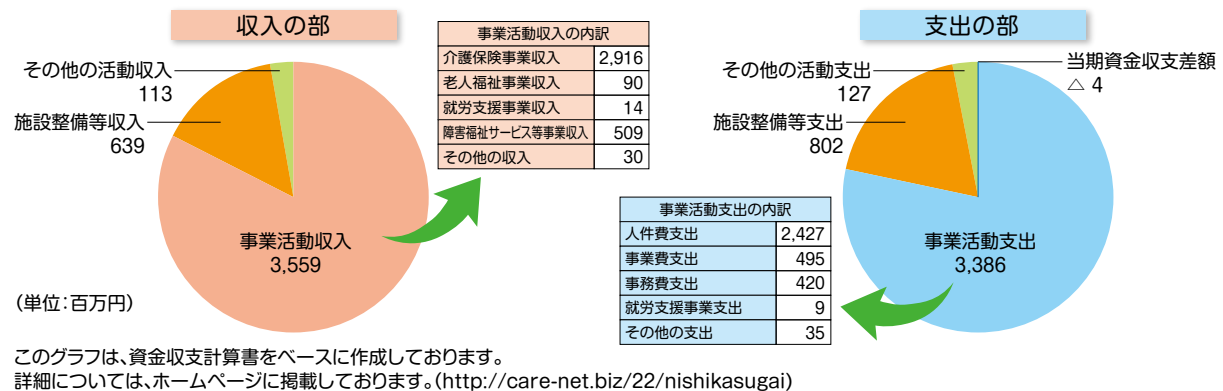 収入の部
その他の活動収入
113
施設整備等収入
639
事業活動収入
3,559
(単位:百万円)
事業活動収入の内訳
介護保険事業収入 2,916
老人福祉事業収入 90
就労支援事業収入 14
障害福祉サービス等事業収入 509
その他の収入 30
支出の部
当期資金収支差額
△ 4
その他の活動支出
127
施設整備等支出
802
事業活動支出
3,386
事業活動支出の内訳
人件費支出 2,427
事業費支出 495
事務費支出 420
就労支援事業支出 9
その他の支出 35
このグラフは、資金収支計算書をベースに作成しております。
詳細については、ホームページに掲載しております。(http://care-net.biz/22/nishikasugai)